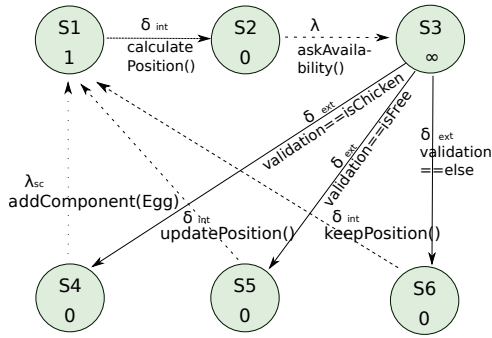 S1
1
δ int
calculate
Position()
S2
0
λ
askAvaila-
bility()
S3
∞
δ ext
validation==isChicken
δ ext
validation==isFree
δ ext
validation
==else
λsc
addComponent(Egg)
δ int
updatePosition()
δ int
keepPosition()
S4
0
S5
0
S6
0